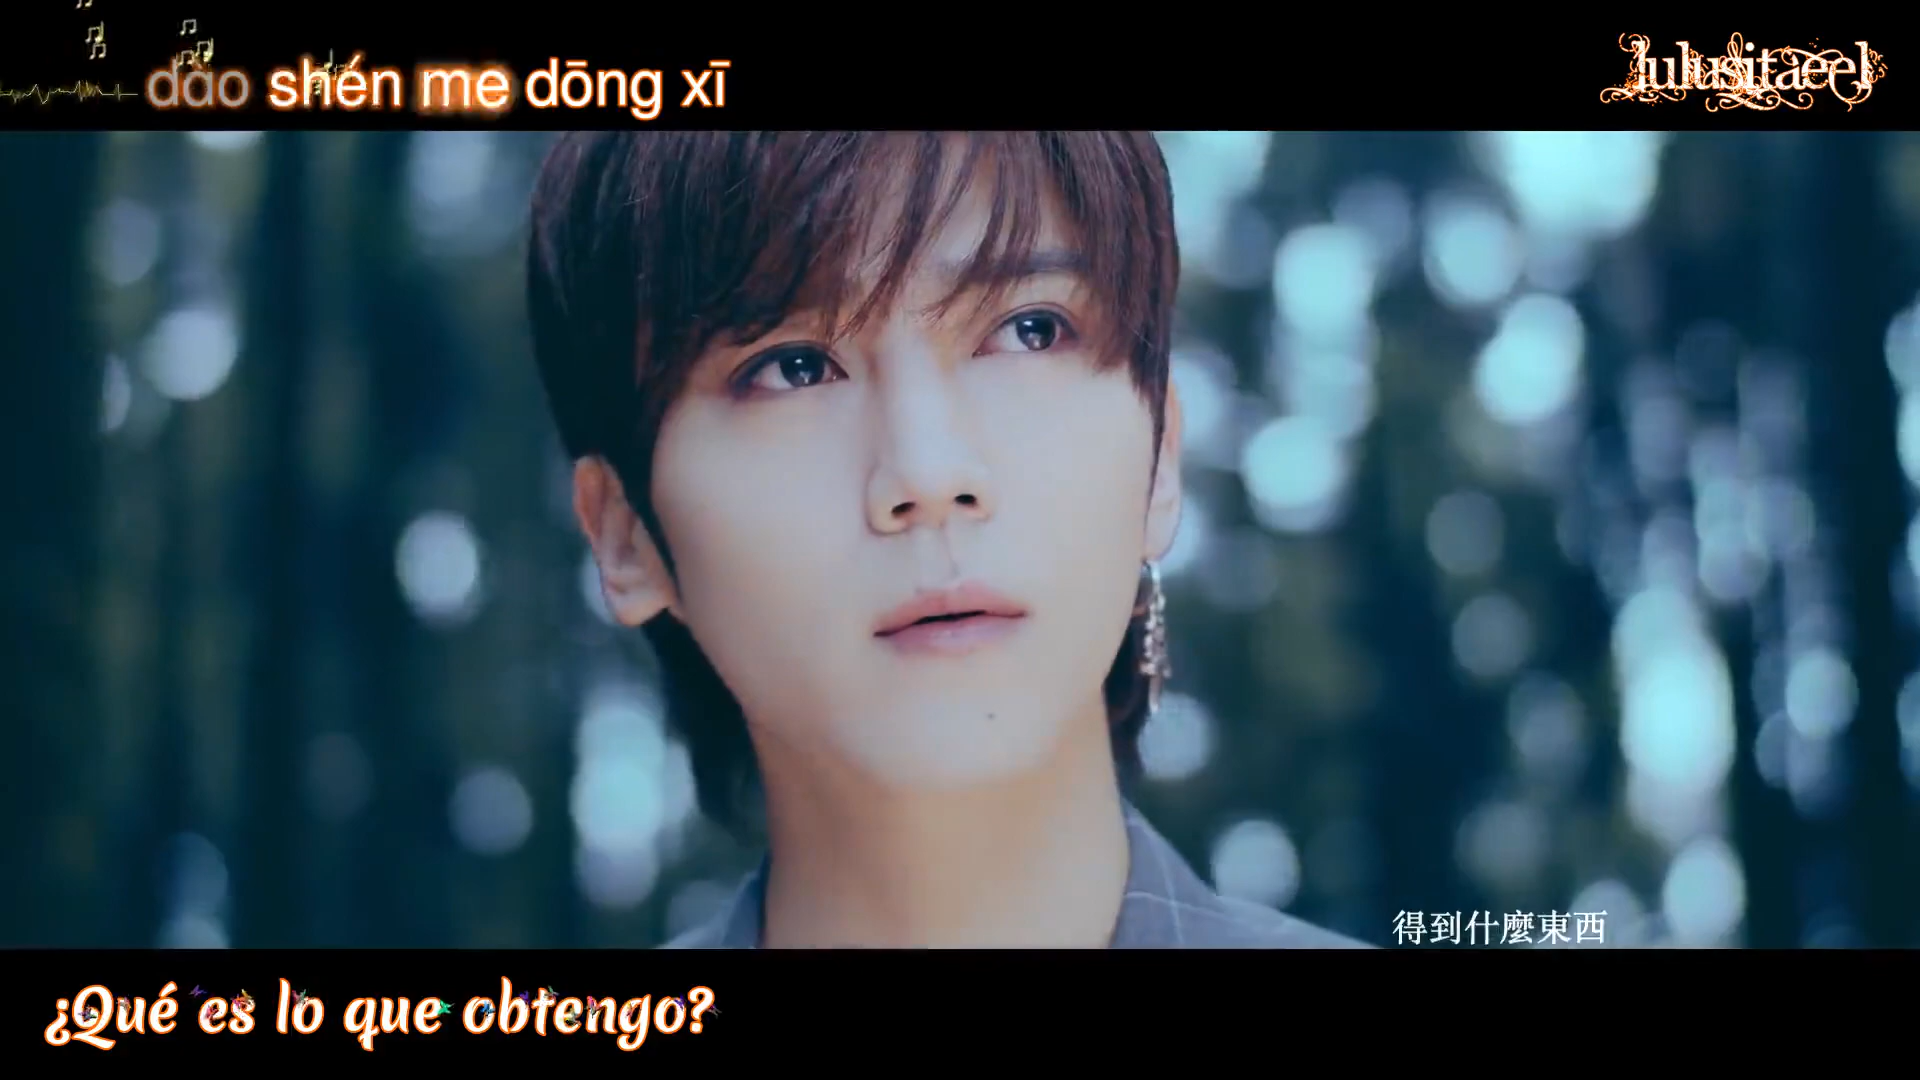 dào shén me dōng xī
lulusitaeel
得到什麼東西
¿Qué es lo que obtengo?